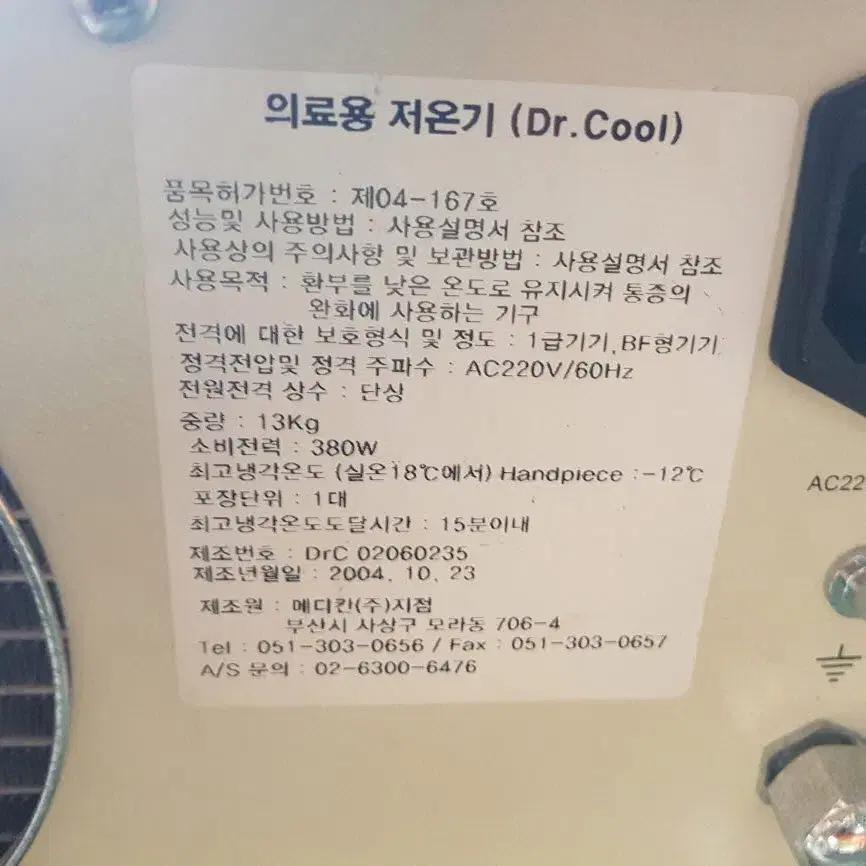 의료용 저온기 (Dr.Cool)
품목허가번호 : 제04-167호
성능및 사용방법 : 사용설명서 참조
사용상의 주의사항 및 보관방법 : 사용설명서 참조
사용목적 : 환부를 낮은 온도로 유지시켜 통증의
완화에 사용하는 기구
전격에 대한 보호형식 및 정도 : 1급기기,BF형기기
정격전압및 정격 주파수 : AC220V/60Hz
전원전격 상수 : 단상
중량 : 13Kg
소비전력 : 380W
최고냉각온도 (실온18℃에서) Handpiece :-12℃
포장단위 : 1대
최고냉각온도도달시간 : 15분이내
제조번호 : DrC 02060235
제조년월일 : 2004. 10. 23
제조원 : 메디칸(주)지점
부산시 사상구 모라동 706-4
Tel : 051-303-0656 / Fax : 051-303-0657
A/S 문의 : 02-6300-6476
AC22